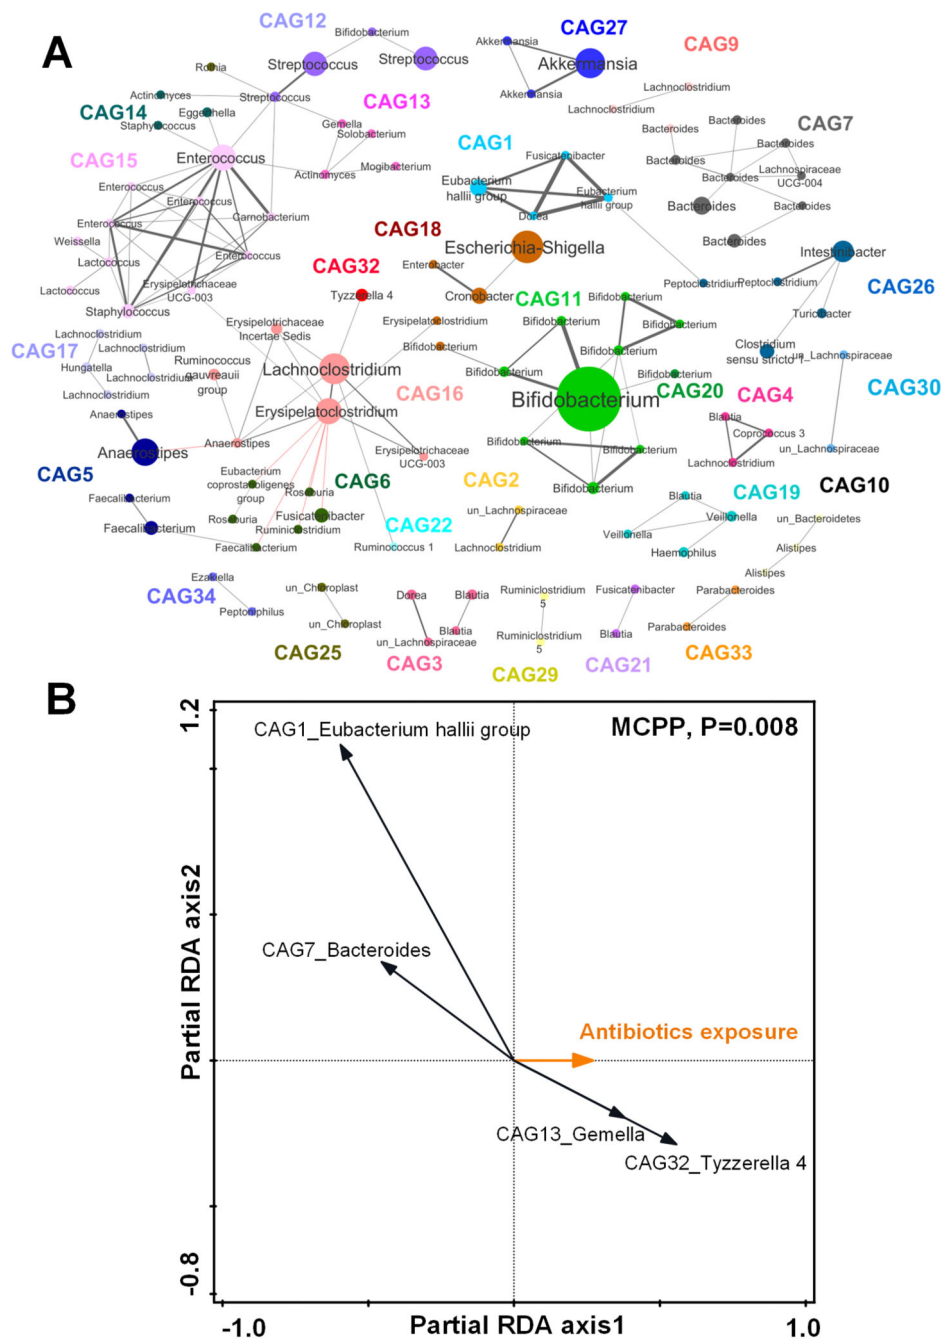 A
CAG12
Bifidobacterium
CAG27
Akkermansia
CAG9
Streptococcus
Streptococcus
Akkermansia
Rothia
Akkermansia
Lachnoclostridium
Actinomyces
Streptococcus
CAG13
Lachnoclostridium
CAG14
Eggerthella
Staphylococcus
Gemella
Solobacterium
CAG1
Bacteroides
Bacteroides
CAG7
CAG15
Enterococcus
Fusicatenibacter
Bacteroides
Bacteroides
Actinomyces
Mogibacterium
Eubacterium
hallii group
Bacteroides
Lachnospiraceae
UCG-004
Enterococcus
Enterococcus
Eubacterium
hallii group
Enterococcus
Carnobacterium
Dorea
Bacteroides
Bacteroides
CAG18
Weissella
Escherichia-Shigella
Bacteroides
Enterococcus
Intestinibacter
Lactococcus
CAG32
Enterobacter
Lactococcus
Erysipelotrichaceae
UCG-003
Tyzzerella 4
Cronobacter
CAG11
Bifidobacterium
Peptoclostridium
Peptoclostridium
CAG26
Staphylococcus
Erysipelotrichaceae
Incertae Sedis
Erysipelatoclostridium
Bifidobacterium
Bifidobacterium
Turicibacter
Lachnoclostridium
CAG17
Lachnoclostridium
Bifidobacterium
Bifidobacterium
Clostridium
sensu stricto 1
un_Lachnospiraceae
Hungatella
Lachnoclostridium
Ruminococcus
gauvreauii
group
Lachnoclostridium
Bifidobacterium
Bifidobacterium
CAG20
CAG30
Lachnoclostridium
CAG16
Bifidobacterium
CAG4
Anaerostipes
Erysipelatoclostridium
Blautia
Coprococcus 3
Anaerostipes
Anaerostipes
Erysipelotrichaceae
UCG-003
Bifidobacterium
Bifidobacterium
un_Lachnospiraceae
CAG5
Eubacterium
coprostanoligenes
group
CAG6
CAG2
Lachnoclostridium
CAG10
Faecalibacterium
Roseburia
Bifidobacterium
Blautia
CAG19
Roseburia
Fusicatenibacter
un_Lachnospiraceae
Veillonella
un_Bacteroidetes
Faecalibacterium
Ruminiclostridium
CAG22
Veillonella
Faecalibacterium
Ruminococcus 1
Lachnoclostridium
Haemophilus
Alistipes
Ezakiella
un_Chloroplast
Dorea
Blautia
Ruminiclostridium
5
Fusicatenibacter
Alistipes
Parabacteroides
CAG34
Peptoniphilus
un_Chloroplast
Blautia
un_Lachnospiraceae
Ruminiclostridium
5
Blautia
Parabacteroides
CAG25
CAG3
CAG29
CAG21
CAG33
B
1.2
CAG1_Eubacterium hallii group
MCPP, P=0.008
CAG7_Bacteroides
Partial RDA axis2
Antibiotics exposure
CAG13_Gemella
CAG32_Tyzzerella 4
-0.8
-1.0
Partial RDA axis1
1.0